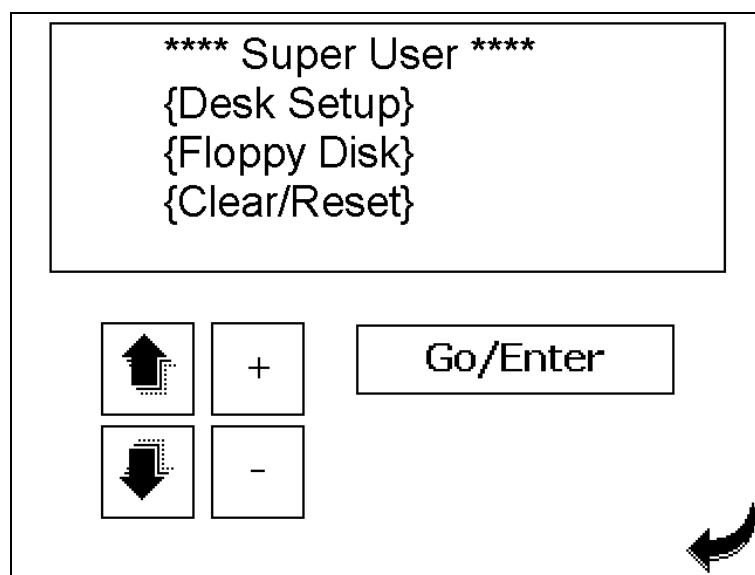 **** Super User ****
{Desk Setup}
{Floppy Disk}
{Clear/Reset}
+
Go/Enter
-